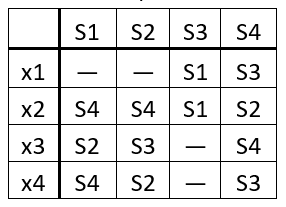 S1 S2 S3 S4
x1 — — S1 S3
x2 S4 S4 S1 S2
x3 S2 S3 — S4
x4 S4 S2 — S3